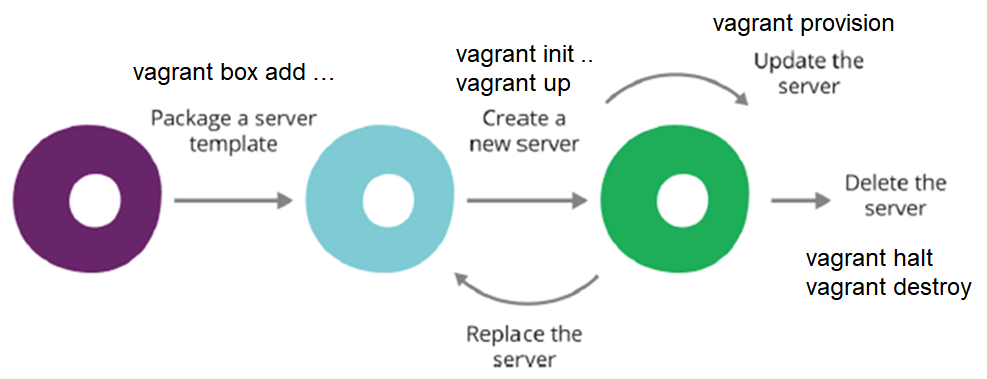 vagrant box add …
Package a server
template
vagrant init ..
vagrant up
Create a
new server
vagrant provision
Update the
server
Delete the
server
vagrant halt
vagrant destroy
Replace the
server